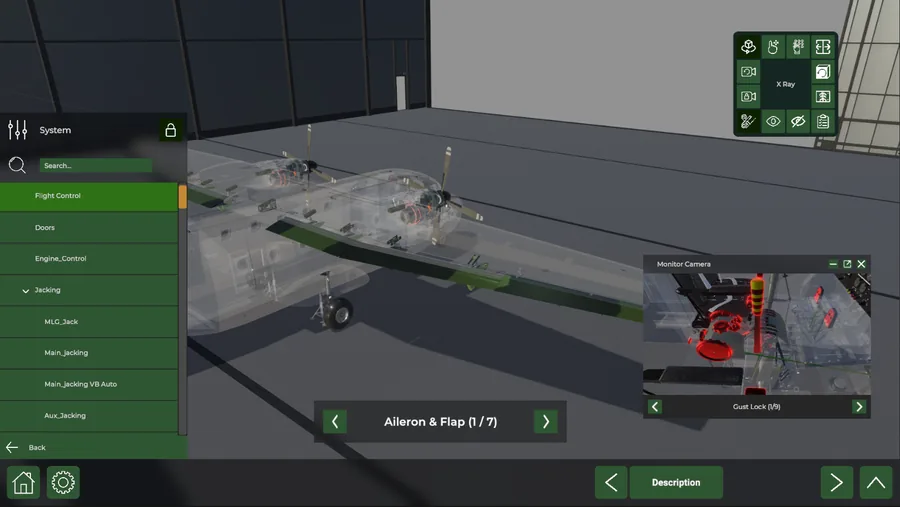 System
X Ray
Search...
Flight Control
Doors
Engine_Control
Jacking
MLG_Jack
Main_jacking
Main_jacking VB Auto
Aux_Jacking
Back
Monitor Camera
Gust Lock (1/9)
Aileron & Flap (1 / 7)
Description